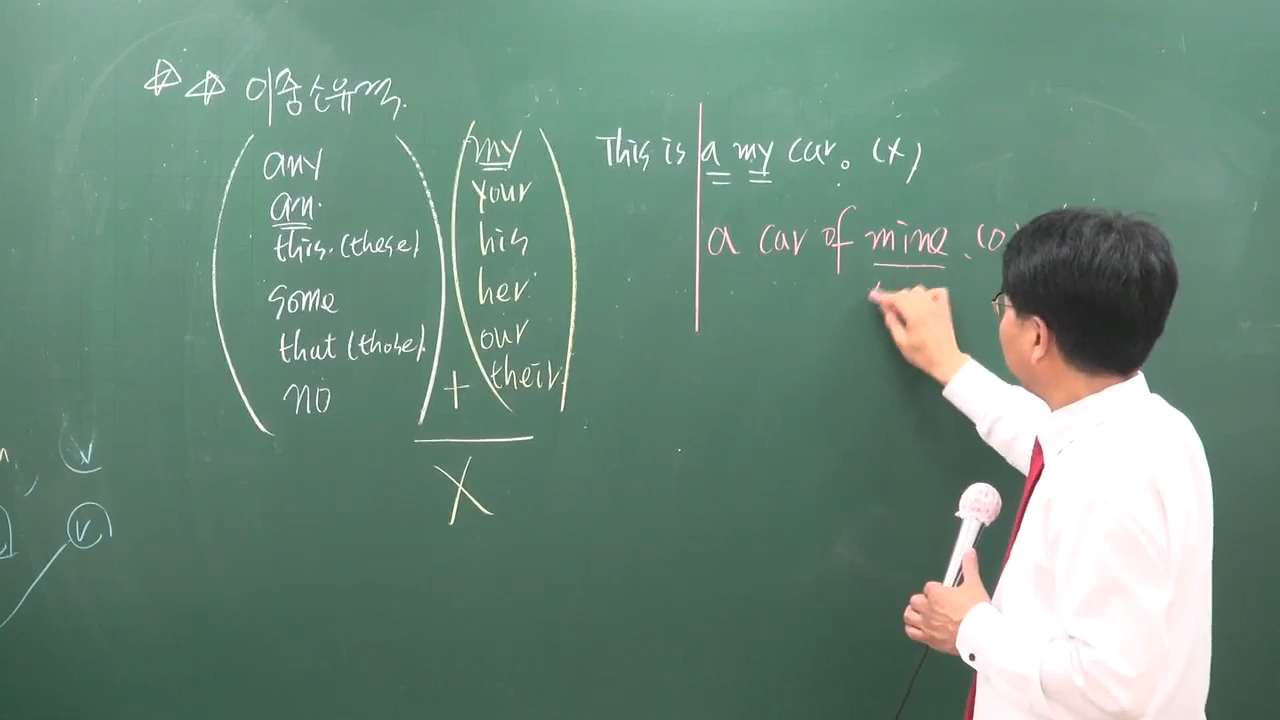 ☆☆ 이중소유격.
any
an.
this.(these)
some
that (those).
no
+
my
your
his
her
our
their.
X
This is a my car. (X)
a car of mine. (O)
v
v